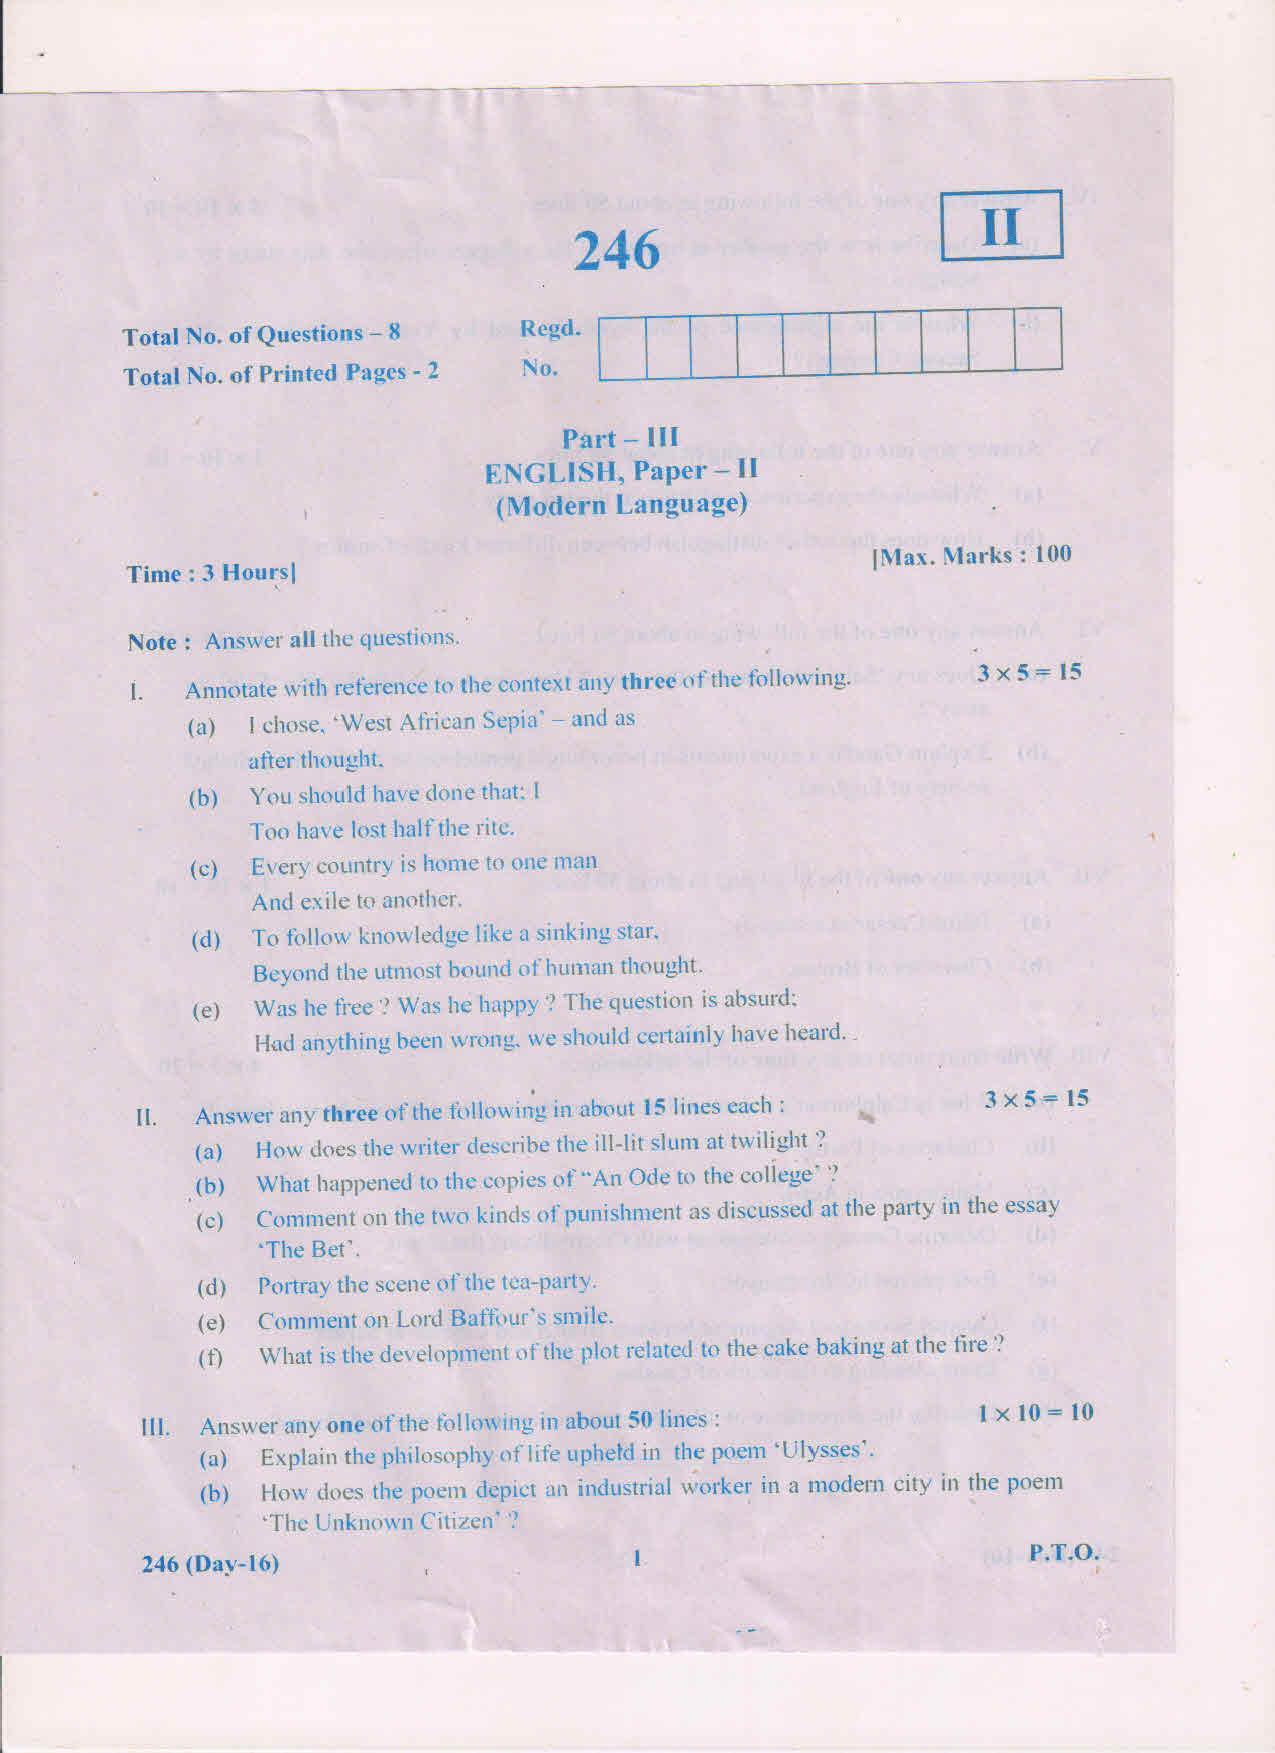 II
246
Total No. of Questions – 8
Regd.
Total No. of Printed Pages - 2
No.
Part – III
ENGLISH, Paper – II
(Modern Language)
Time : 3 Hours]
[Max. Marks : 100
Note : Answer all the questions.
I. Annotate with reference to the context any three of the following. 3 × 5 = 15
(a) I chose, ‘West African Sepia’ – and as
after thought.
(b) You should have done that; I
Too have lost half the rite.
(c) Every country is home to one man
And exile to another.
(d) To follow knowledge like a sinking star,
Beyond the utmost bound of human thought.
(e) Was he free ? Was he happy ? The question is absurd;
Had anything been wrong, we should certainly have heard.
II. Answer any three of the following in about 15 lines each : 3 × 5 = 15
(a) How does the writer describe the ill-lit slum at twilight ?
(b) What happened to the copies of “An Ode to the college’ ?
(c) Comment on the two kinds of punishment as discussed at the party in the essay
‘The Bet’.
(d) Portray the scene of the tea-party.
(e) Comment on Lord Baffour’s smile.
(f) What is the development of the plot related to the cake baking at the fire ?
III. Answer any one of the following in about 50 lines : 1 × 10 = 10
(a) Explain the philosophy of life upheld in the poem ‘Ulysses’.
(b) How does the poem depict an industrial worker in a modern city in the poem
‘The Unknown Citizen’ ?
246 (Day-16)
1
P.T.O.